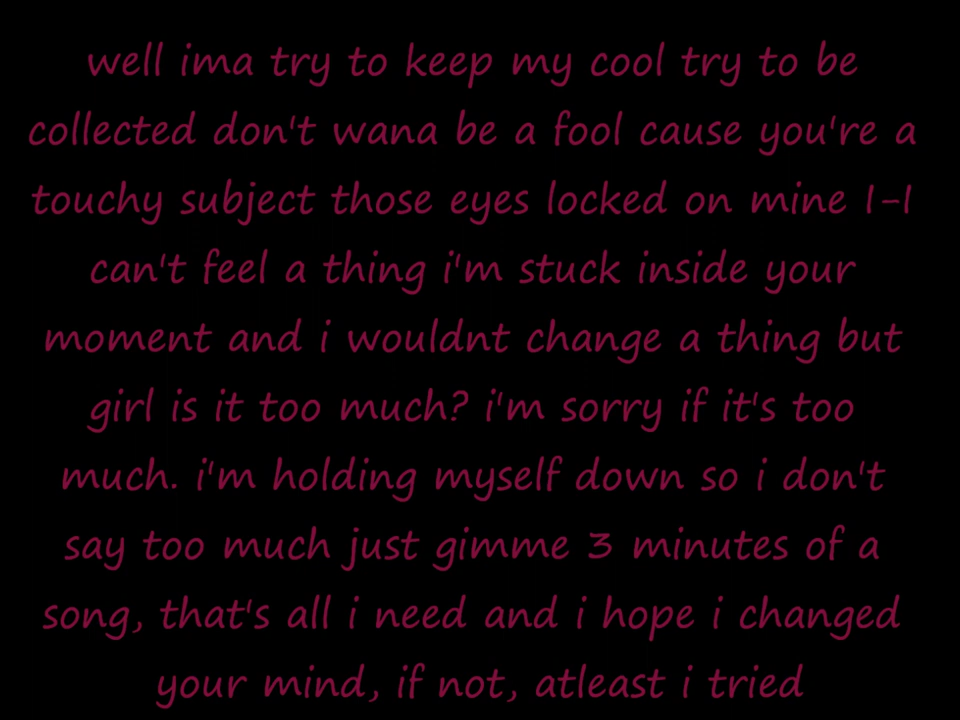 well ima try to keep my cool try to be
collected don't wana be a fool cause you're a
touchy subject those eyes locked on mine I-I
can't feel a thing i'm stuck inside your
moment and i wouldnt change a thing but
girl is it too much? i'm sorry if it's too
much. i'm holding myself down so i don't
say too much just gimme 3 minutes of a
song, that's all i need and i hope i changed
your mind, if not, atleast i tried